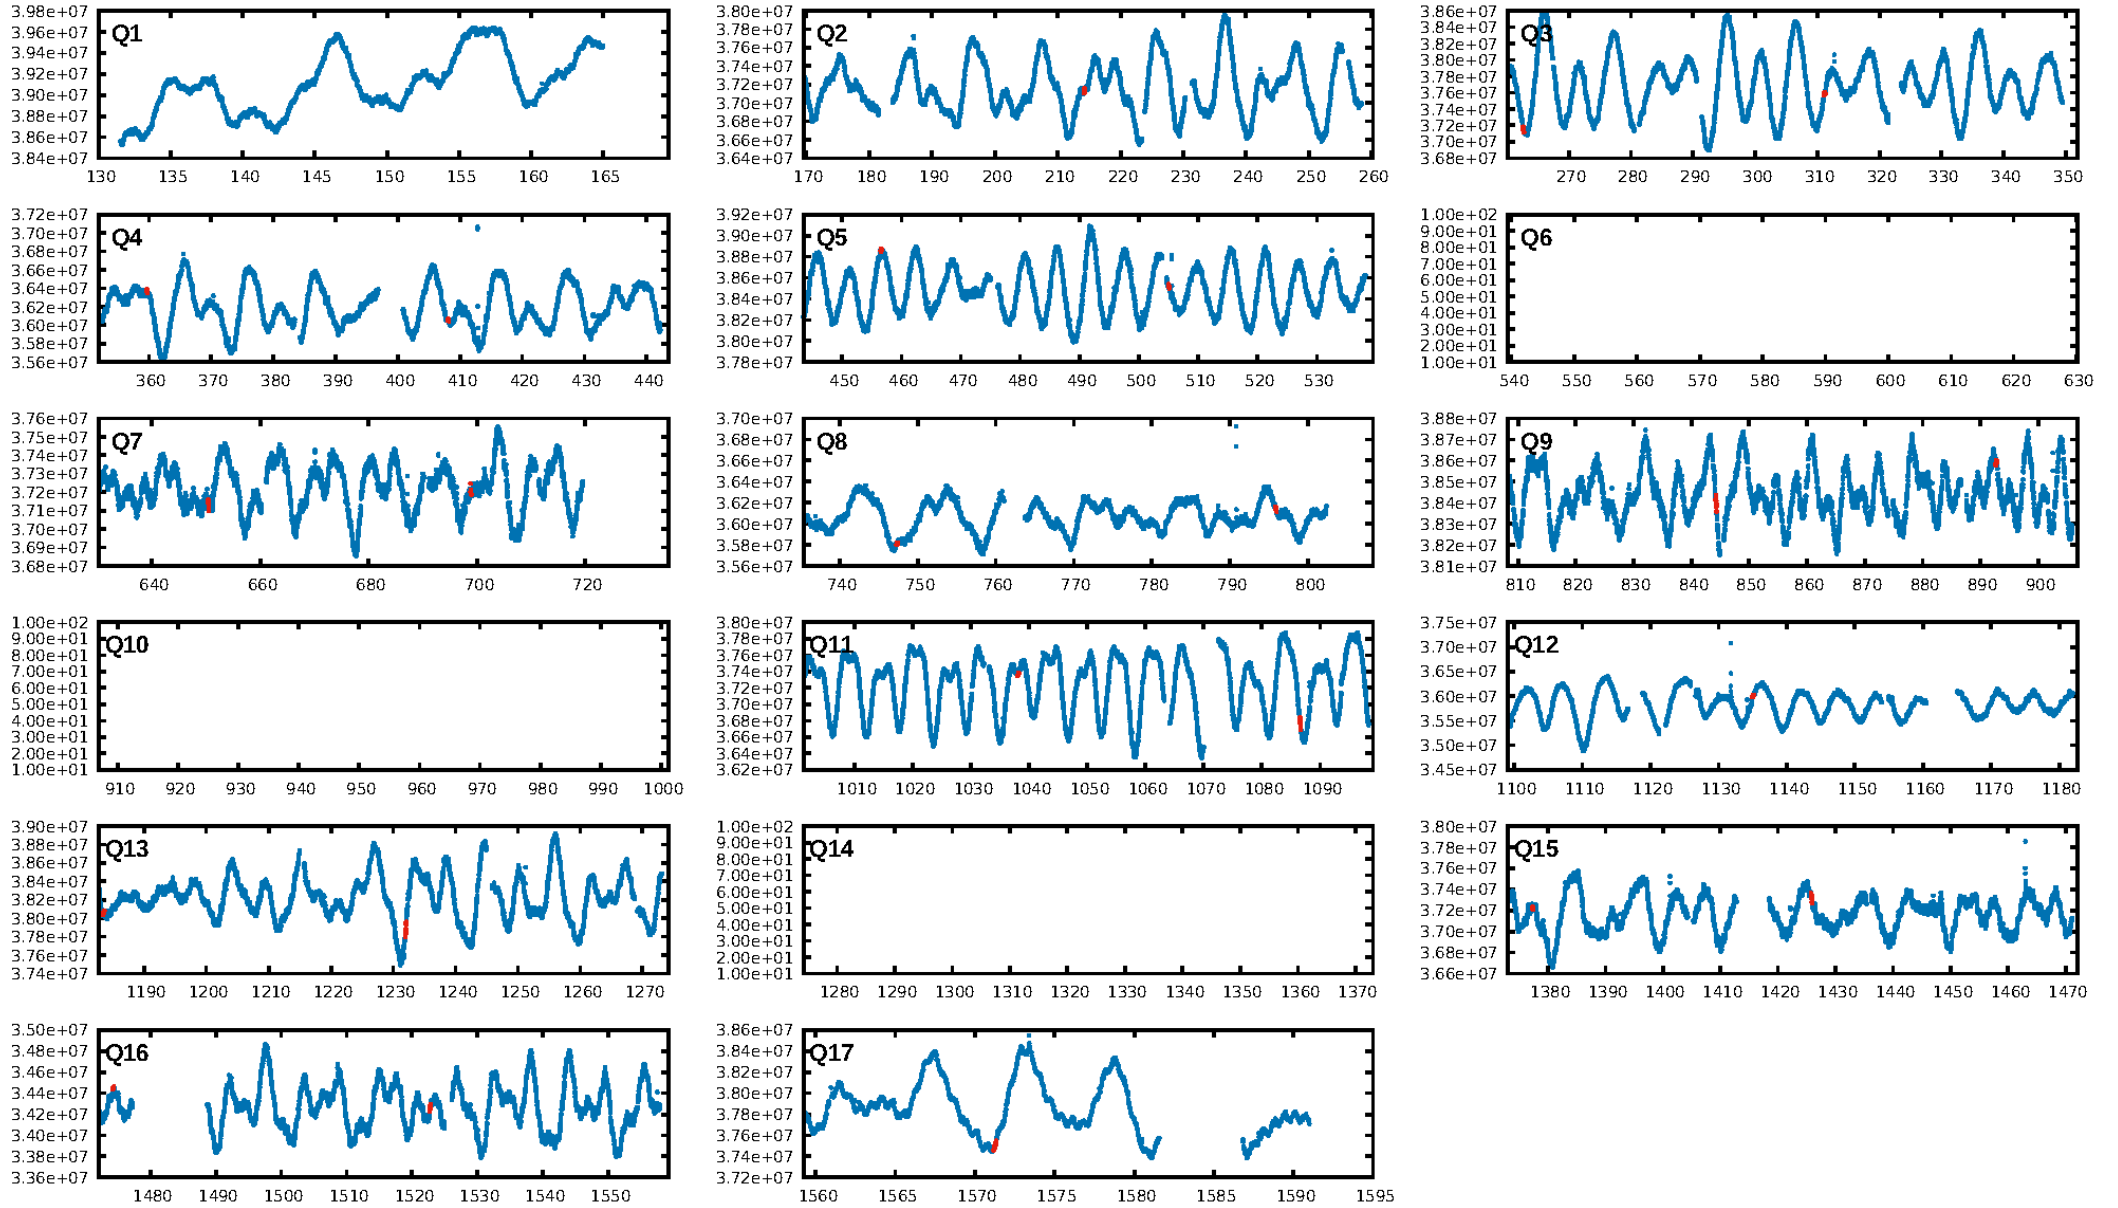 3.98e+07
3.96e+07
3.94e+07
3.92e+07
3.90e+07
3.88e+07
3.86e+07
3.84e+07
Q1
130 135 140 145 150 155 160 165
3.80e+07
3.78e+07
3.76e+07
3.74e+07
3.72e+07
3.70e+07
3.68e+07
3.66e+07
3.64e+07
Q2
170 180 190 200 210 220 230 240 250 260
3.86e+07
3.84e+07
3.82e+07
3.80e+07
3.78e+07
3.76e+07
3.74e+07
3.72e+07
3.70e+07
3.68e+07
Q3
270 280 290 300 310 320 330 340 350
3.72e+07
3.70e+07
3.68e+07
3.66e+07
3.64e+07
3.62e+07
3.60e+07
3.58e+07
3.56e+07
Q4
360 370 380 390 400 410 420 430 440
3.92e+07
3.90e+07
3.88e+07
3.86e+07
3.84e+07
3.82e+07
3.80e+07
3.78e+07
Q5
450 460 470 480 490 500 510 520 530
1.00e+02
9.00e+01
8.00e+01
7.00e+01
6.00e+01
5.00e+01
4.00e+01
3.00e+01
2.00e+01
1.00e+01
Q6
540 550 560 570 580 590 600 610 620 630
3.76e+07
3.75e+07
3.74e+07
3.73e+07
3.72e+07
3.71e+07
3.70e+07
3.69e+07
3.68e+07
Q7
640 660 680 700 720
3.70e+07
3.68e+07
3.66e+07
3.64e+07
3.62e+07
3.60e+07
3.58e+07
3.56e+07
Q8
740 750 760 770 780 790 800
3.88e+07
3.87e+07
3.86e+07
3.85e+07
3.84e+07
3.83e+07
3.82e+07
3.81e+07
Q9
810 820 830 840 850 860 870 880 890 900
1.00e+02
9.00e+01
8.00e+01
7.00e+01
6.00e+01
5.00e+01
4.00e+01
3.00e+01
2.00e+01
1.00e+01
Q10
910 920 930 940 950 960 970 980 990 1000
3.80e+07
3.78e+07
3.76e+07
3.74e+07
3.72e+07
3.70e+07
3.68e+07
3.66e+07
3.64e+07
3.62e+07
Q11
1010 1020 1030 1040 1050 1060 1070 1080 1090
3.75e+07
3.70e+07
3.65e+07
3.60e+07
3.55e+07
3.50e+07
3.45e+07
Q12
1100 1110 1120 1130 1140 1150 1160 1170 1180
3.90e+07
3.88e+07
3.86e+07
3.84e+07
3.82e+07
3.80e+07
3.78e+07
3.76e+07
3.74e+07
Q13
1190 1200 1210 1220 1230 1240 1250 1260 1270
1.00e+02
9.00e+01
8.00e+01
7.00e+01
6.00e+01
5.00e+01
4.00e+01
3.00e+01
2.00e+01
1.00e+01
Q14
1280 1290 1300 1310 1320 1330 1340 1350 1360 1370
3.80e+07
3.78e+07
3.76e+07
3.74e+07
3.72e+07
3.70e+07
3.68e+07
3.66e+07
Q15
1380 1390 1400 1410 1420 1430 1440 1450 1460 1470
3.50e+07
3.48e+07
3.46e+07
3.44e+07
3.42e+07
3.40e+07
3.38e+07
3.36e+07
Q16
1480 1490 1500 1510 1520 1530 1540 1550
3.86e+07
3.84e+07
3.82e+07
3.80e+07
3.78e+07
3.76e+07
3.74e+07
3.72e+07
Q17
1560 1565 1570 1575 1580 1585 1590 1595